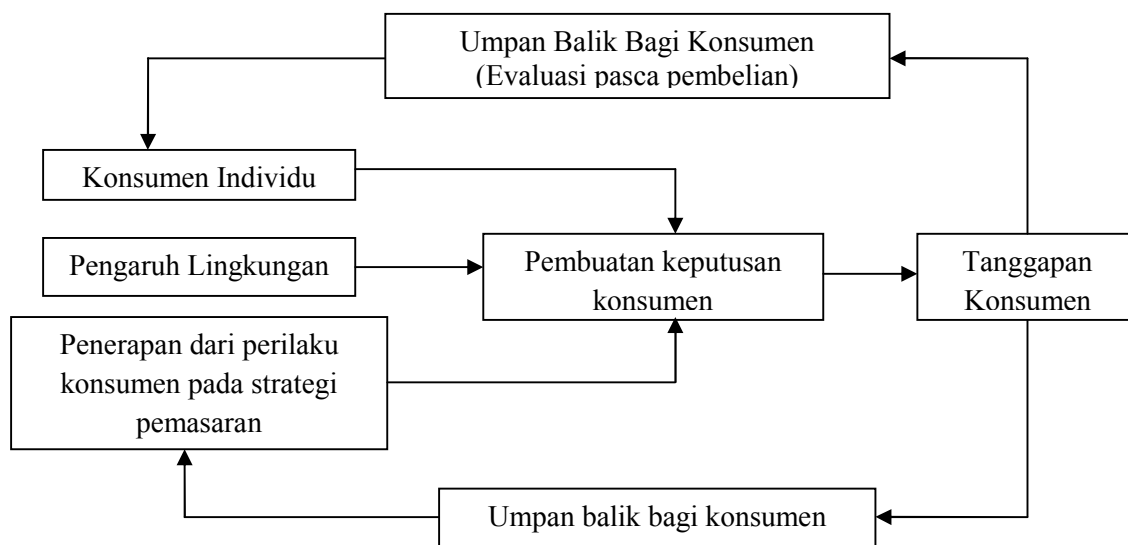 Umpan Balik Bagi Konsumen
(Evaluasi pasca pembelian)
Konsumen Individu
Pengaruh Lingkungan
Pembuatan keputusan
konsumen
Tanggapan
Konsumen
Penerapan dari perilaku
konsumen pada strategi
pemasaran
Umpan balik bagi konsumen